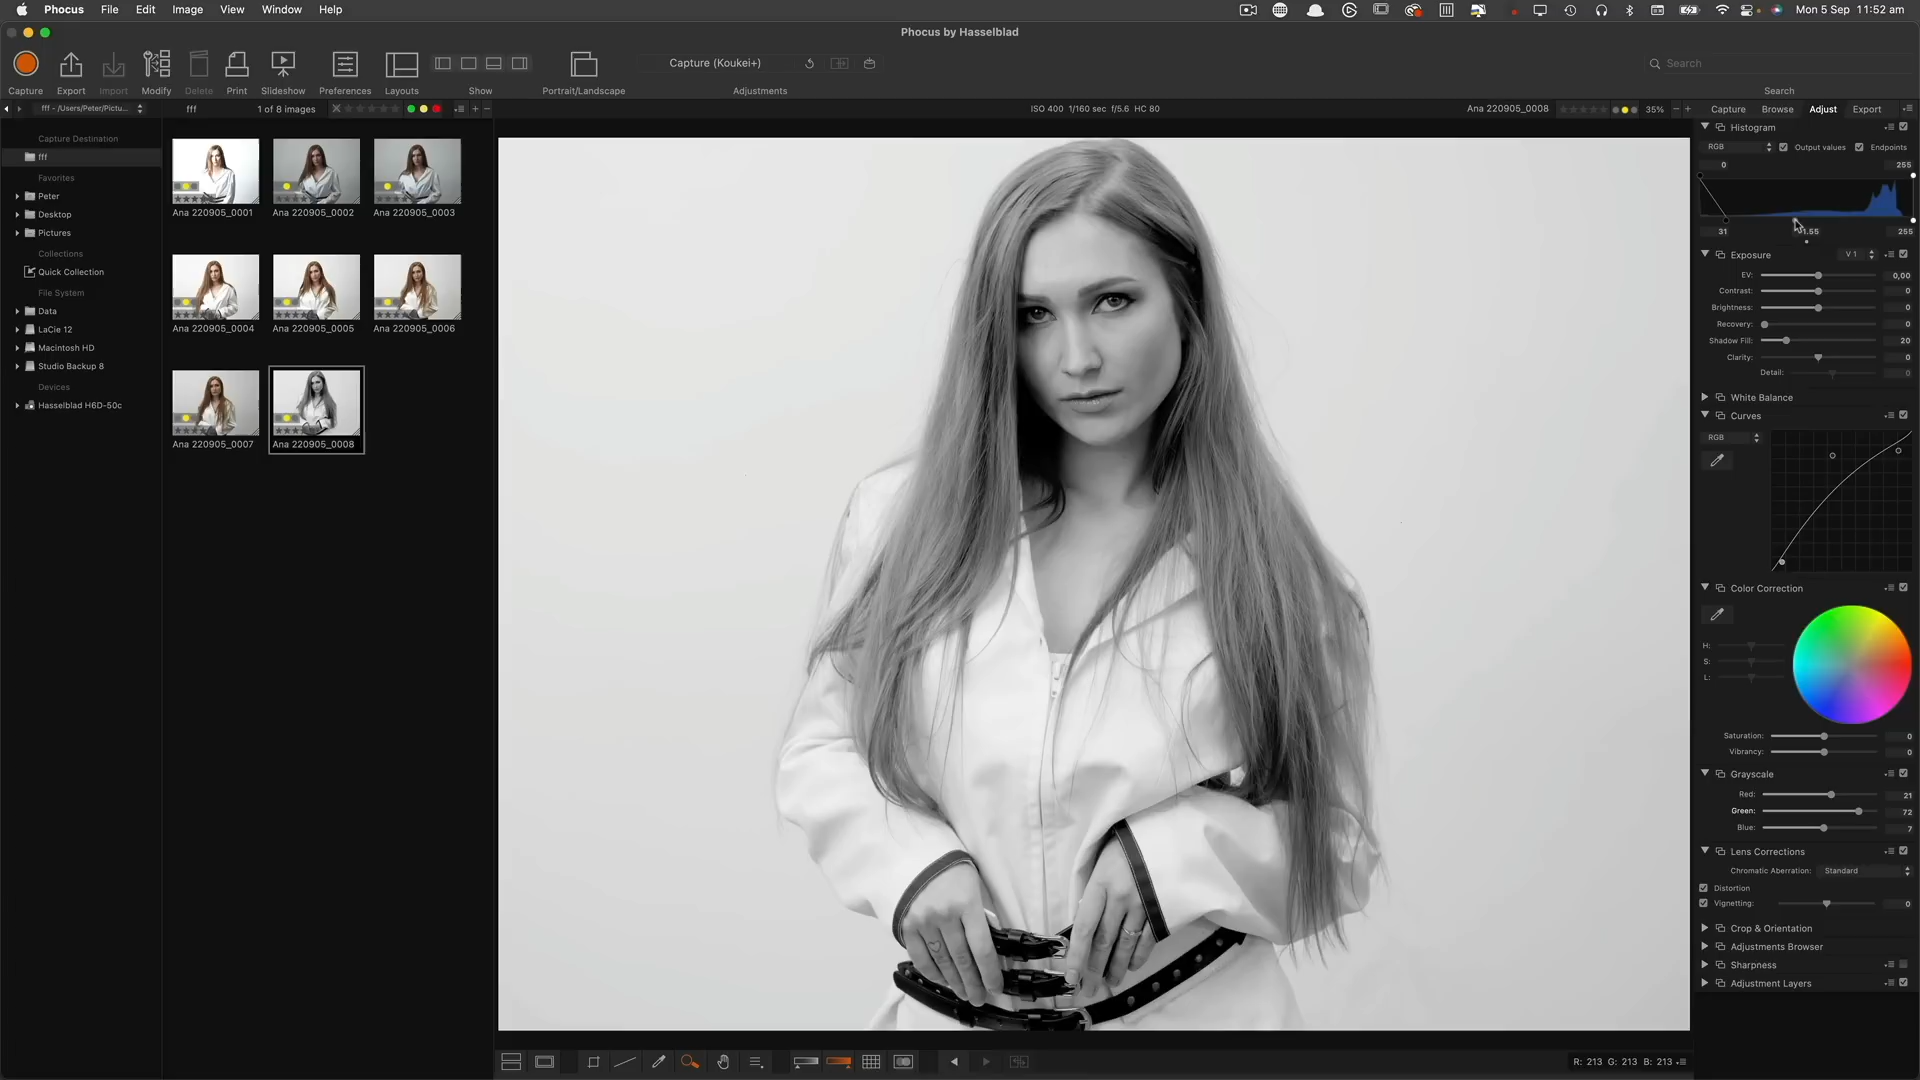 Phocus File Edit Image View Window Help
Mon 5 Sep 11:52 am
Phocus by Hasselblad
Capture Export Import Modify Delete Print Slideshow Preferences Layouts Show Portrait/Landscape
Capture (Koukei+)
Adjustments
Search
Search
fff - /Users/Peter/Pictu...
fff 1 of 8 images
ISO 400 1/160 sec f/5.6 HC 80
Ana 220905_0008
35%
Capture Browse Adjust Export
Capture Destination
fff
Favorites
Peter
Desktop
Pictures
Collections
Quick Collection
File System
Data
LaCie 12
Macintosh HD
Studio Backup 8
Devices
Hasselblad H6D-50c
Ana 220905_0001 Ana 220905_0002 Ana 220905_0003
Ana 220905_0004 Ana 220905_0005 Ana 220905_0006
Ana 220905_0007 Ana 220905_0008
Histogram
RGB Output values Endpoints
0 255
31 1.55 255
Exposure V 1
EV: 0,00
Contrast: 0
Brightness: 0
Recovery: 0
Shadow Fill: 20
Clarity: 0
Detail: 0
White Balance
Curves
RGB
Color Correction
H:
S:
L:
Saturation: 0
Vibrancy: 0
Grayscale
Red: 21
Green: 72
Blue: 7
Lens Corrections
Chromatic Aberration: Standard
Distortion
Vignetting: 0
Crop & Orientation
Adjustments Browser
Sharpness
Adjustment Layers
R: 213 G: 213 B: 213